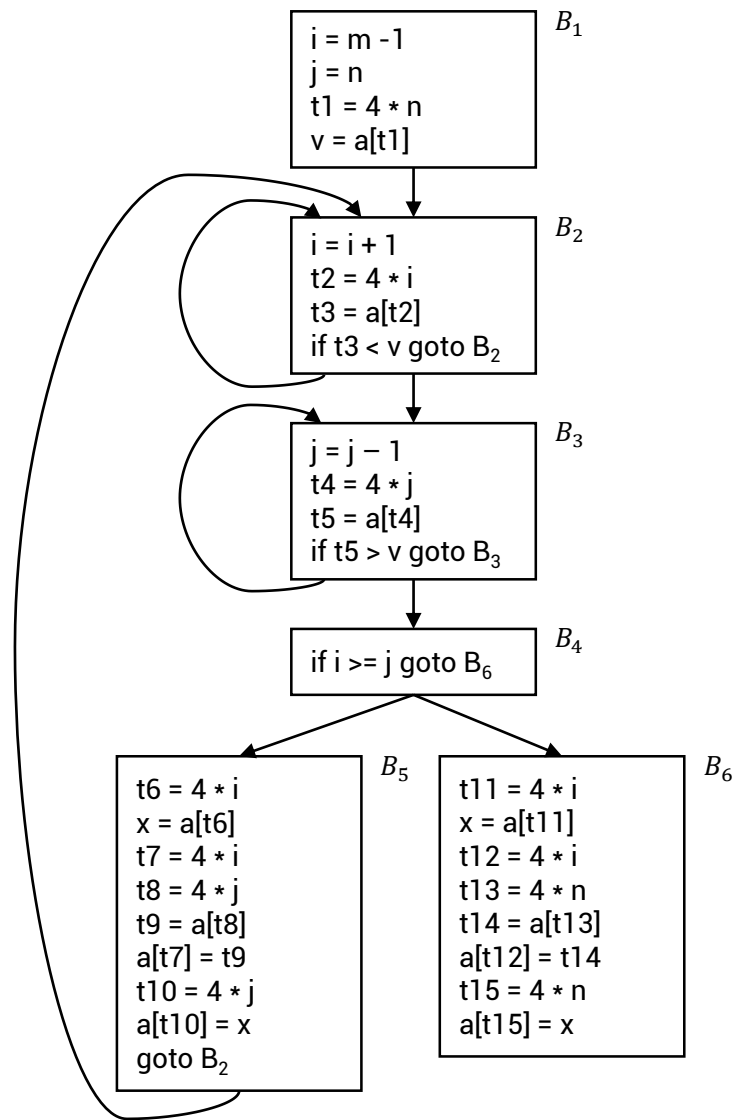 B₁
i = m -1
j = n
t1 = 4 * n
v = a[t1]
B₂
i = i + 1
t2 = 4 * i
t3 = a[t2]
if t3 < v goto B₂
B₃
j = j – 1
t4 = 4 * j
t5 = a[t4]
if t5 > v goto B₃
B₄
if i >= j goto B₆
B₅
t6 = 4 * i
x = a[t6]
t7 = 4 * i
t8 = 4 * j
t9 = a[t8]
a[t7] = t9
t10 = 4 * j
a[t10] = x
goto B₂
B₆
t11 = 4 * i
x = a[t11]
t12 = 4 * i
t13 = 4 * n
t14 = a[t13]
a[t12] = t14
t15 = 4 * n
a[t15] = x